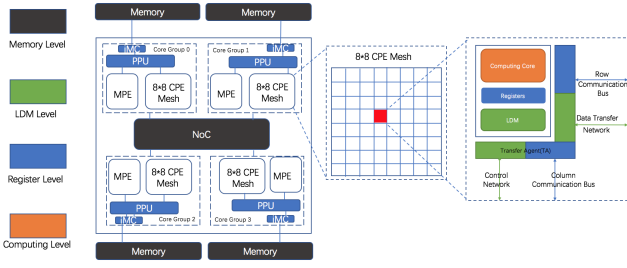 Memory Level
LDM Level
Register Level
Computing Level
Memory
Memory
IMC
Core Group 0
PPU
MPE
8*8 CPE
Mesh
Core Group 1
IMC
PPU
MPE
8*8 CPE
Mesh
NoC
MPE
8*8 CPE
Mesh
PPU
IMC
Core Group 2
8*8 CPE
Mesh
MPE
PPU
Core Group 3
IMC
Memory
Memory
8*8 CPE Mesh
Computing Core
Registers
LDM
Transfer Agent(TA)
Row
Communication
Bus
Data Transfer
Network
Control
Network
Column
Communication Bus